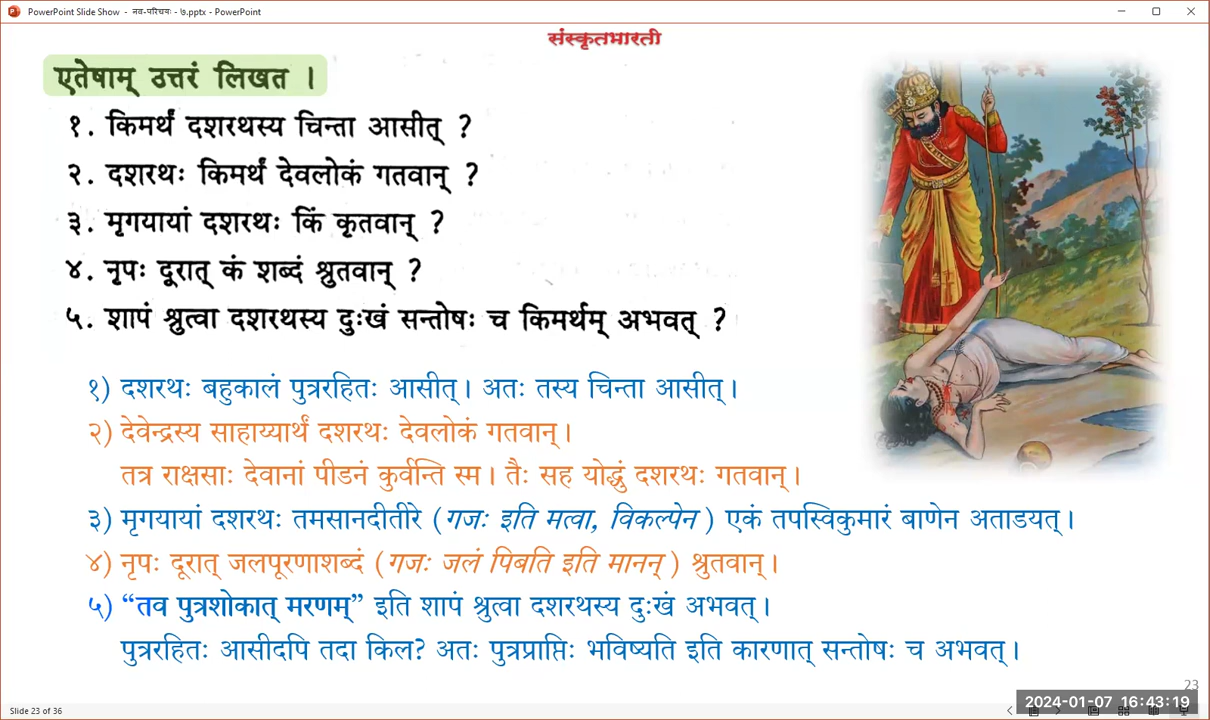 PowerPoint Slide Show - नव-परिचयः - ७.pptx - PowerPoint
संस्कृतभारती
एतेषाम् उत्तरं लिखत ।
१. किमर्थं दशरथस्य चिन्ता आसीत् ?
२. दशरथः किमर्थं देवलोकं गतवान् ?
३. मृगयायां दशरथः किं कृतवान् ?
४. नृपः दूरात् कं शब्दं श्रुतवान् ?
५. शापं श्रुत्वा दशरथस्य दुःखं सन्तोषः च किमर्थम् अभवत् ?
१) दशरथः बहुकालं पुत्ररहितः आसीत्। अतः तस्य चिन्ता आसीत्।
२) देवेन्द्रस्य साहाय्यार्थं दशरथः देवलोकं गतवान्।
तत्र राक्षसाः देवानां पीडनं कुर्वन्ति स्म। तैः सह योद्धुं दशरथः गतवान्।
३) मृगयायां दशरथः तमसानदीतीरे (गजः इति मत्वा, विकल्पेन) एकं तपस्विकुमारं बाणेन अताडयत्।
४) नृपः दूरात् जलपूरणाशब्दं (गजः जलं पिबति इति मानन्) श्रुतवान्।
५) “तव पुत्रशोकात् मरणम्” इति शापं श्रुत्वा दशरथस्य दुःखं अभवत्।
पुत्ररहितः आसीदपि तदा किल? अतः पुत्रप्राप्तिः भविष्यति इति कारणात् सन्तोषः च अभवत्।
23
2024-01-07 16:43:19
Slide 23 of 36